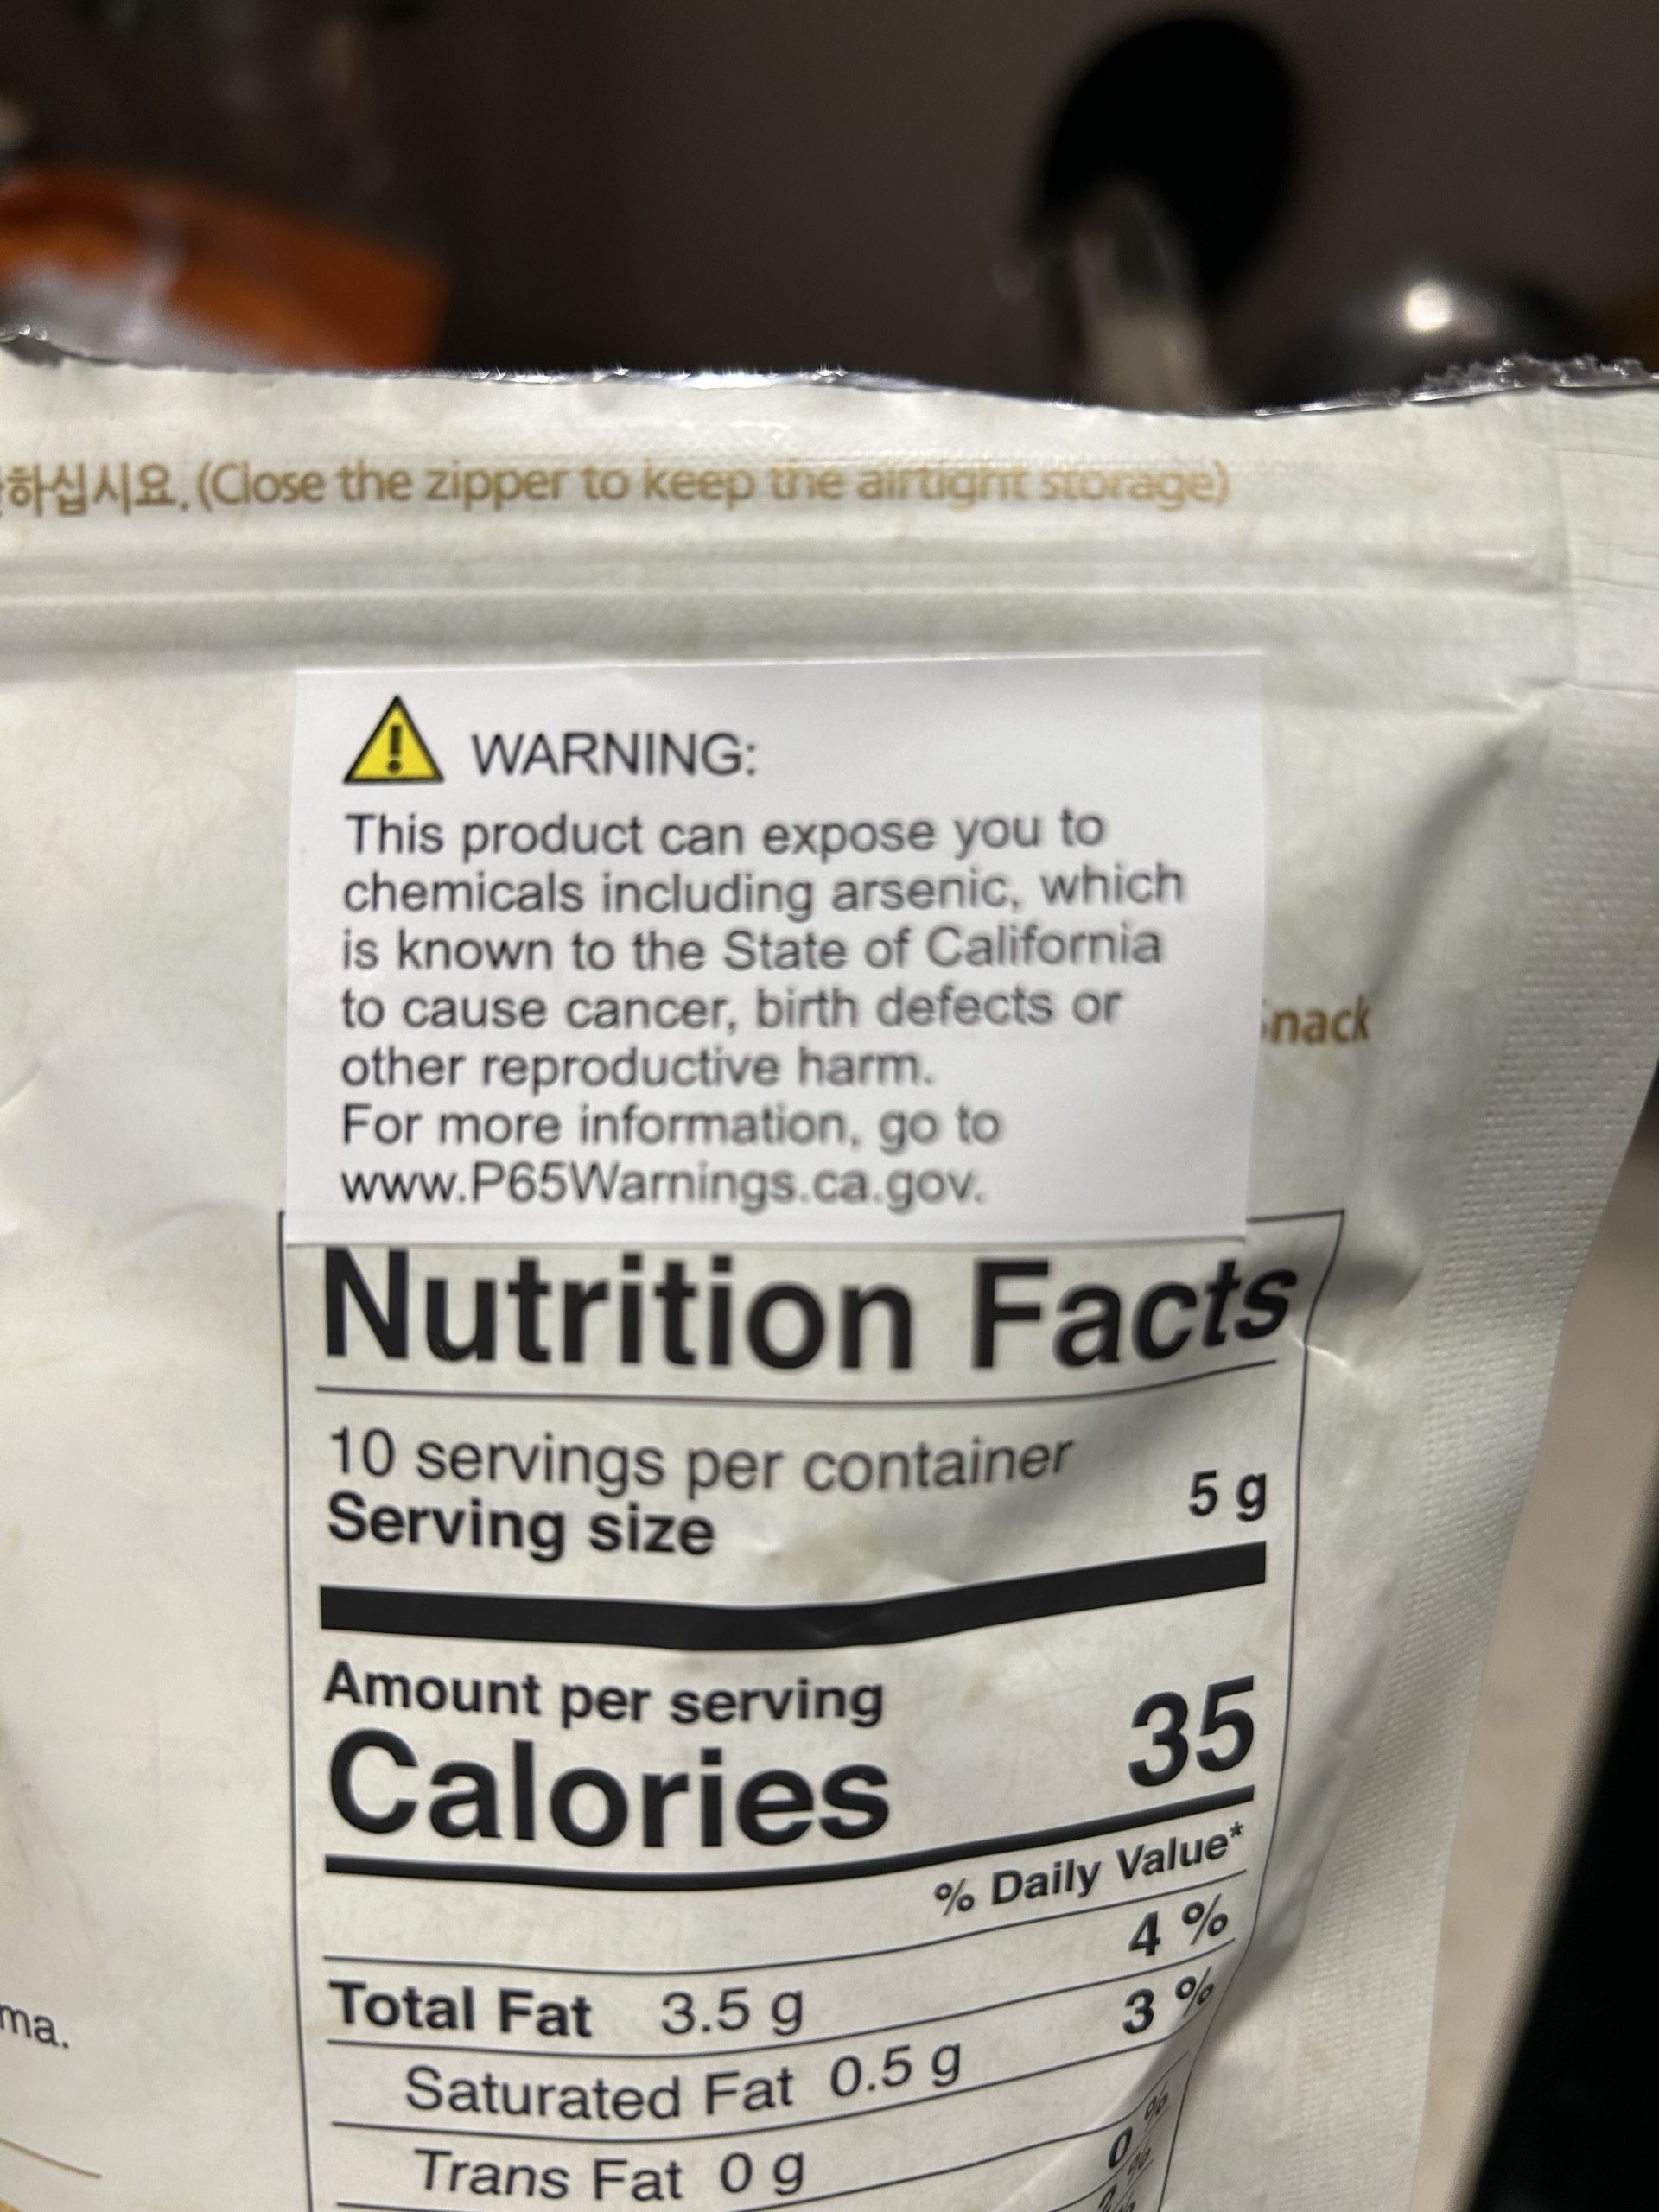 하십시요.(Close the zipper to keep the airtight storage)
WARNING:
This product can expose you to
chemicals including arsenic, which
is known to the State of California
to cause cancer, birth defects or
other reproductive harm.
For more information, go to
www.P65Warnings.ca.gov.
nack
Nutrition Facts
10 servings per container
Serving size 5 g
Amount per serving
Calories 35
% Daily Value*
Total Fat 3.5 g 4 %
Saturated Fat 0.5 g 3 %
Trans Fat 0 g
0 %
ma.